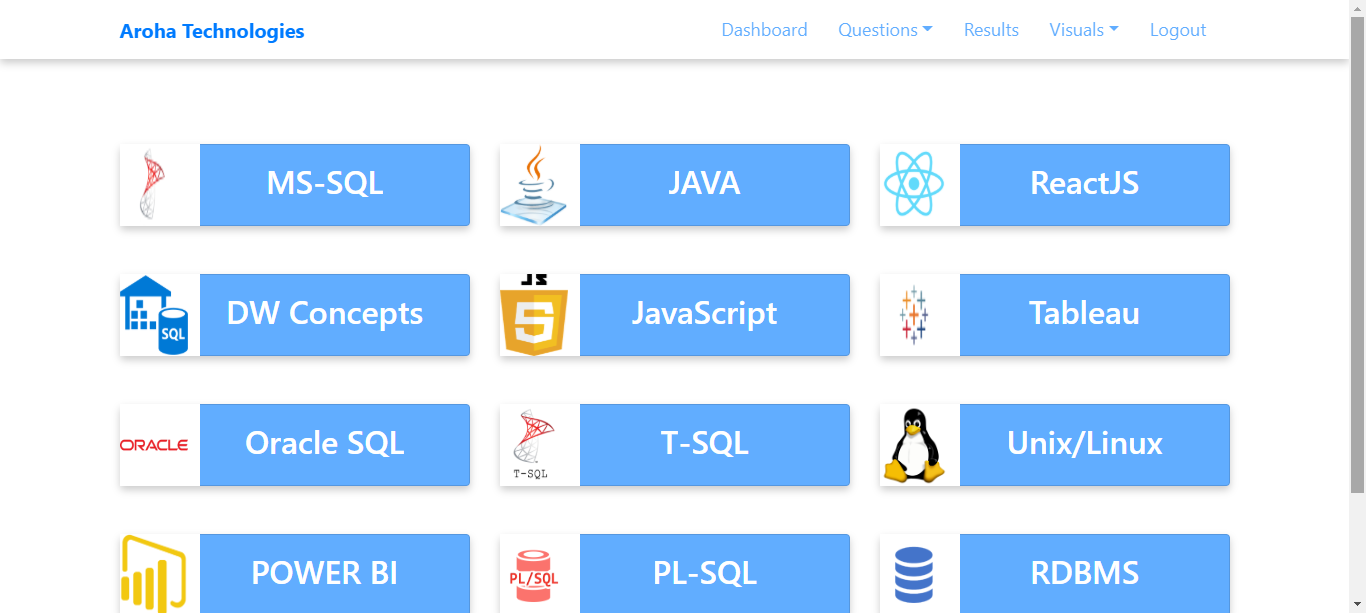 Aroha Technologies
Dashboard Questions Results Visuals Logout
MS-SQL
JAVA
ReactJS
SQL
DW Concepts
JS
JavaScript
Tableau
ORACLE
Oracle SQL
T-SQL
T-SQL
Unix/Linux
POWER BI
PL/SQL
PL-SQL
RDBMS